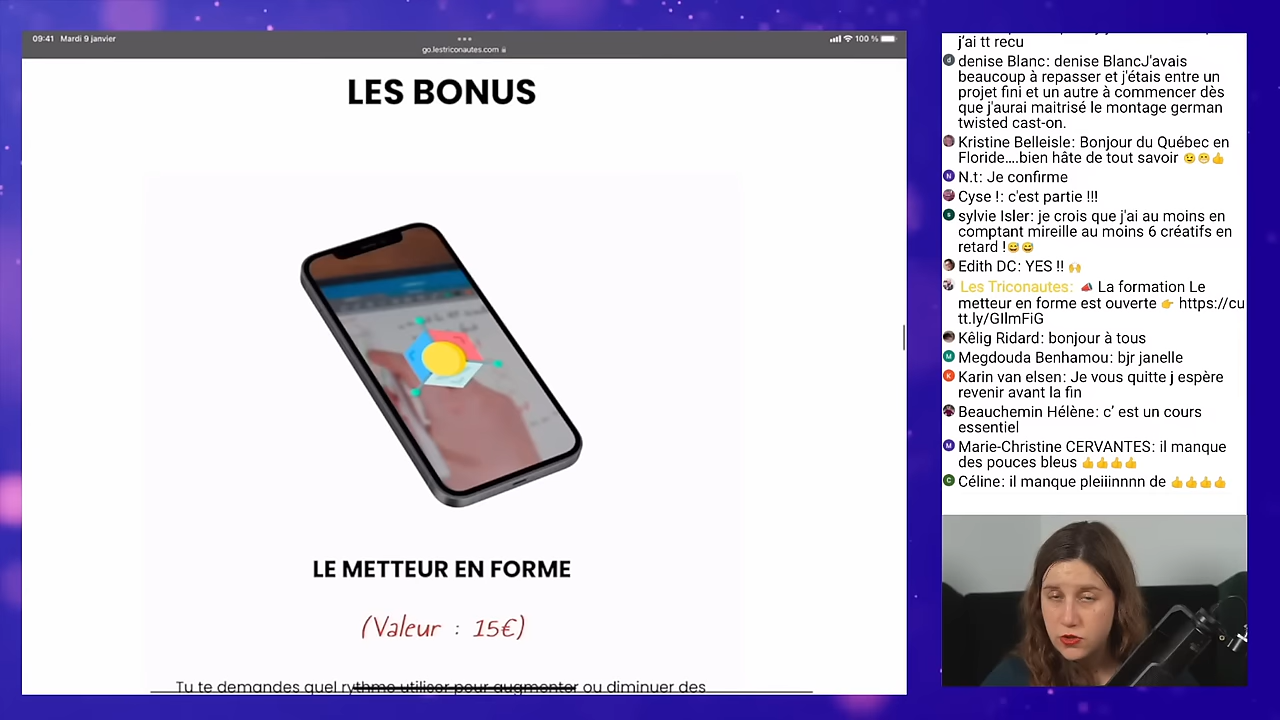 09:41 Mardi 9 janvier
go.lestriconautes.com
100 %
LES BONUS
LE METTEUR EN FORME
(Valeur : 15€)
Tu te demandes quel rythme utiliser pour augmenter ou diminuer des
j'ai tt recu
denise Blanc: denise BlancJ'avais
beaucoup à repasser et j'étais entre un
projet fini et un autre à commencer dès
que j'aurai maitrisé le montage german
twisted cast-on.
Kristine Belleisle: Bonjour du Québec en
Floride....bien hâte de tout savoir 😉😁👍
N.t: Je confirme
Cyse !: c'est partie !!!
sylvie Isler: je crois que j'ai au moins en
comptant mireille au moins 6 créatifs en
retard !😅😅
Edith DC: YES !! 🙌
Les Triconautes: 📣 La formation Le
metteur en forme est ouverte 👉 https://cu
tt.ly/GIlmFiG
Kêlig Ridard: bonjour à tous
Megdouda Benhamou: bjr janelle
Karin van elsen: Je vous quitte j espère
revenir avant la fin
Beauchemin Hélène: c’ est un cours
essentiel
Marie-Christine CERVANTES: il manque
des pouces bleus 👍👍👍👍
Céline: il manque pleiiinnnn de 👍👍👍👍